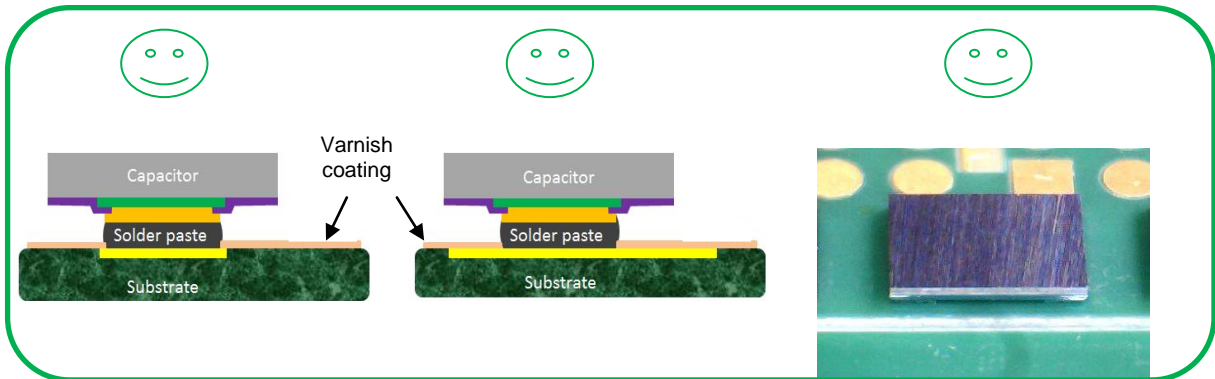 Varnish
coating
Capacitor
Solder paste
Substrate
Capacitor
Solder paste
Substrate